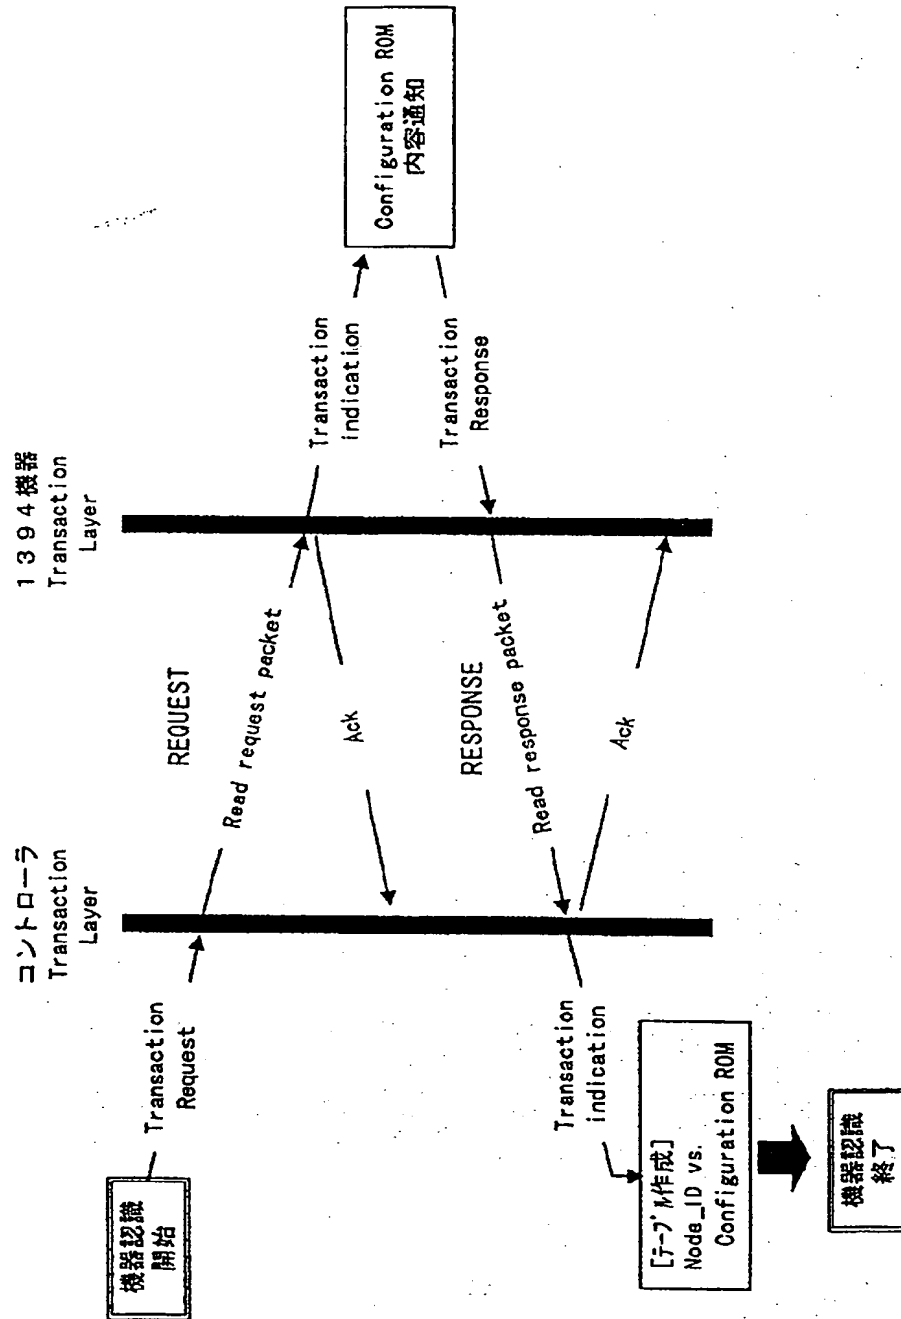 コントローラ
Transaction
Layer
1394機器
Transaction
Layer
機器認識
開始
Transaction
Request
REQUEST
Read request packet
Ack
Transaction
indication
Configuration ROM
内容通知
Transaction
Response
RESPONSE
Read response packet
Ack
Transaction
indication
[テーブル作成]
Node_ID vs.
Configuration ROM
機器認識
終了